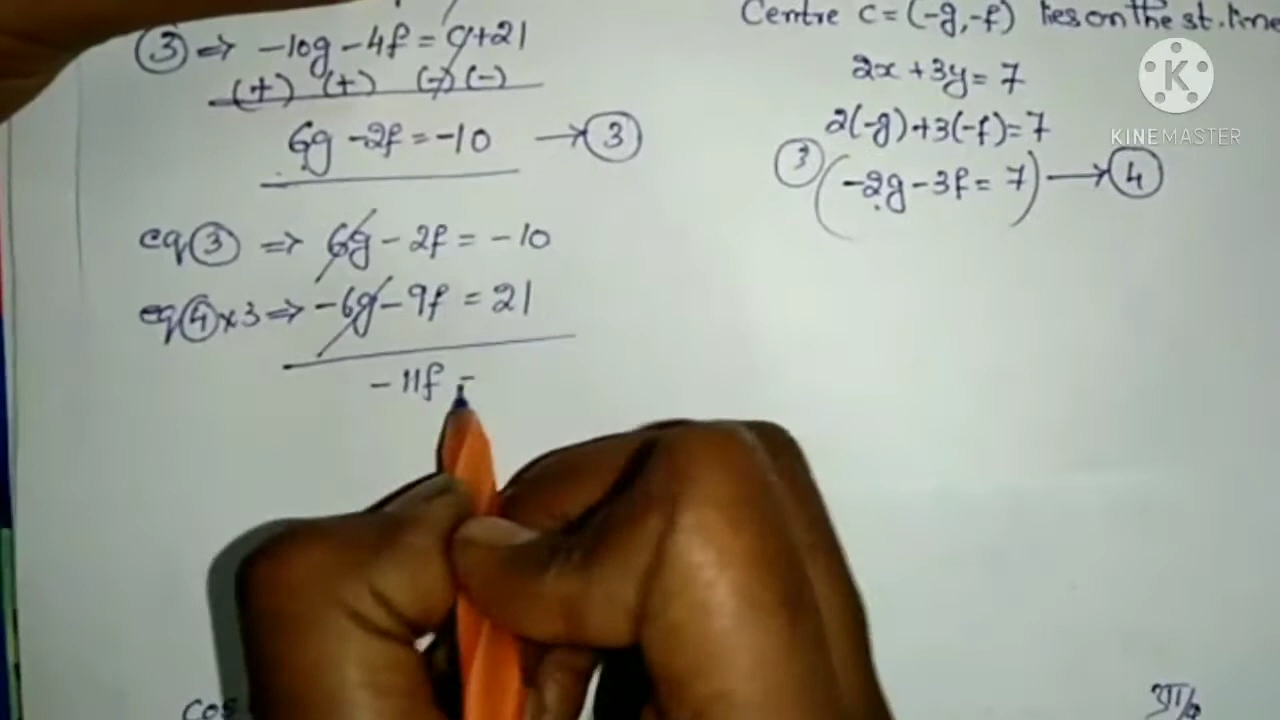 ③ ⇒ -10g - 4f = c + 21
(+) (+) (-) (-)
6g - 2f = -10 → ③
eq ③ ⇒ 6g - 2f = -10
eq ④ × 3 ⇒ -6g - 9f = 21
-11f =
Centre C = (-g, -f) lies on the st. line
2x + 3y = 7
2(-g) + 3(-f) = 7
③ (-2g - 3f = 7) → ④
K
KINEMASTER
cos